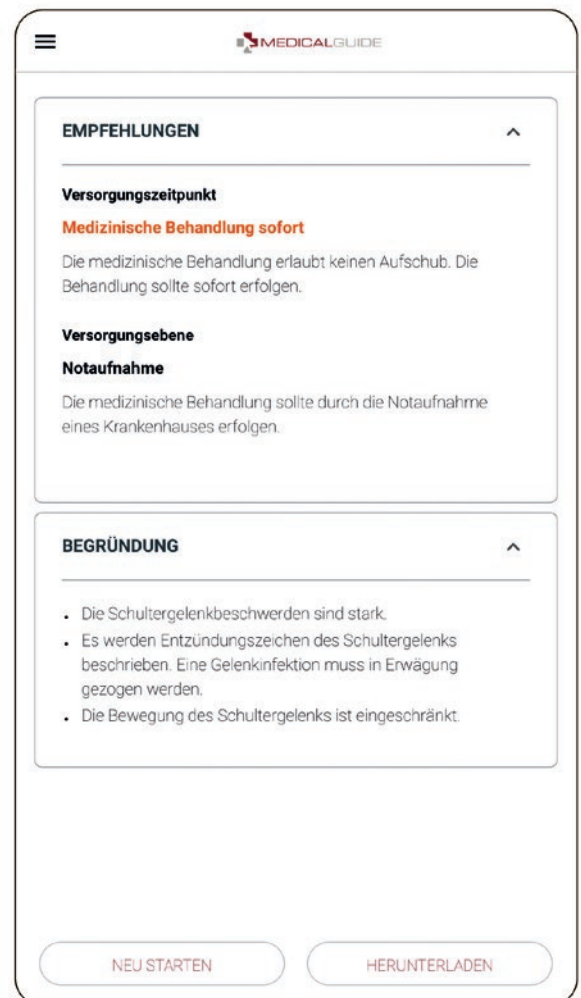 MEDICALGUIDE
EMPFEHLUNGEN
Versorgungszeitpunkt
Medizinische Behandlung sofort
Die medizinische Behandlung erlaubt keinen Aufschub. Die
Behandlung sollte sofort erfolgen.
Versorgungsebene
Notaufnahme
Die medizinische Behandlung sollte durch die Notaufnahme
eines Krankenhauses erfolgen.
BEGRÜNDUNG
• Die Schultergelenkbeschwerden sind stark.
• Es werden Entzündungszeichen des Schultergelenks
beschrieben. Eine Gelenkinfektion muss in Erwägung
gezogen werden.
• Die Bewegung des Schultergelenks ist eingeschränkt.
NEU STARTEN
HERUNTERLADEN